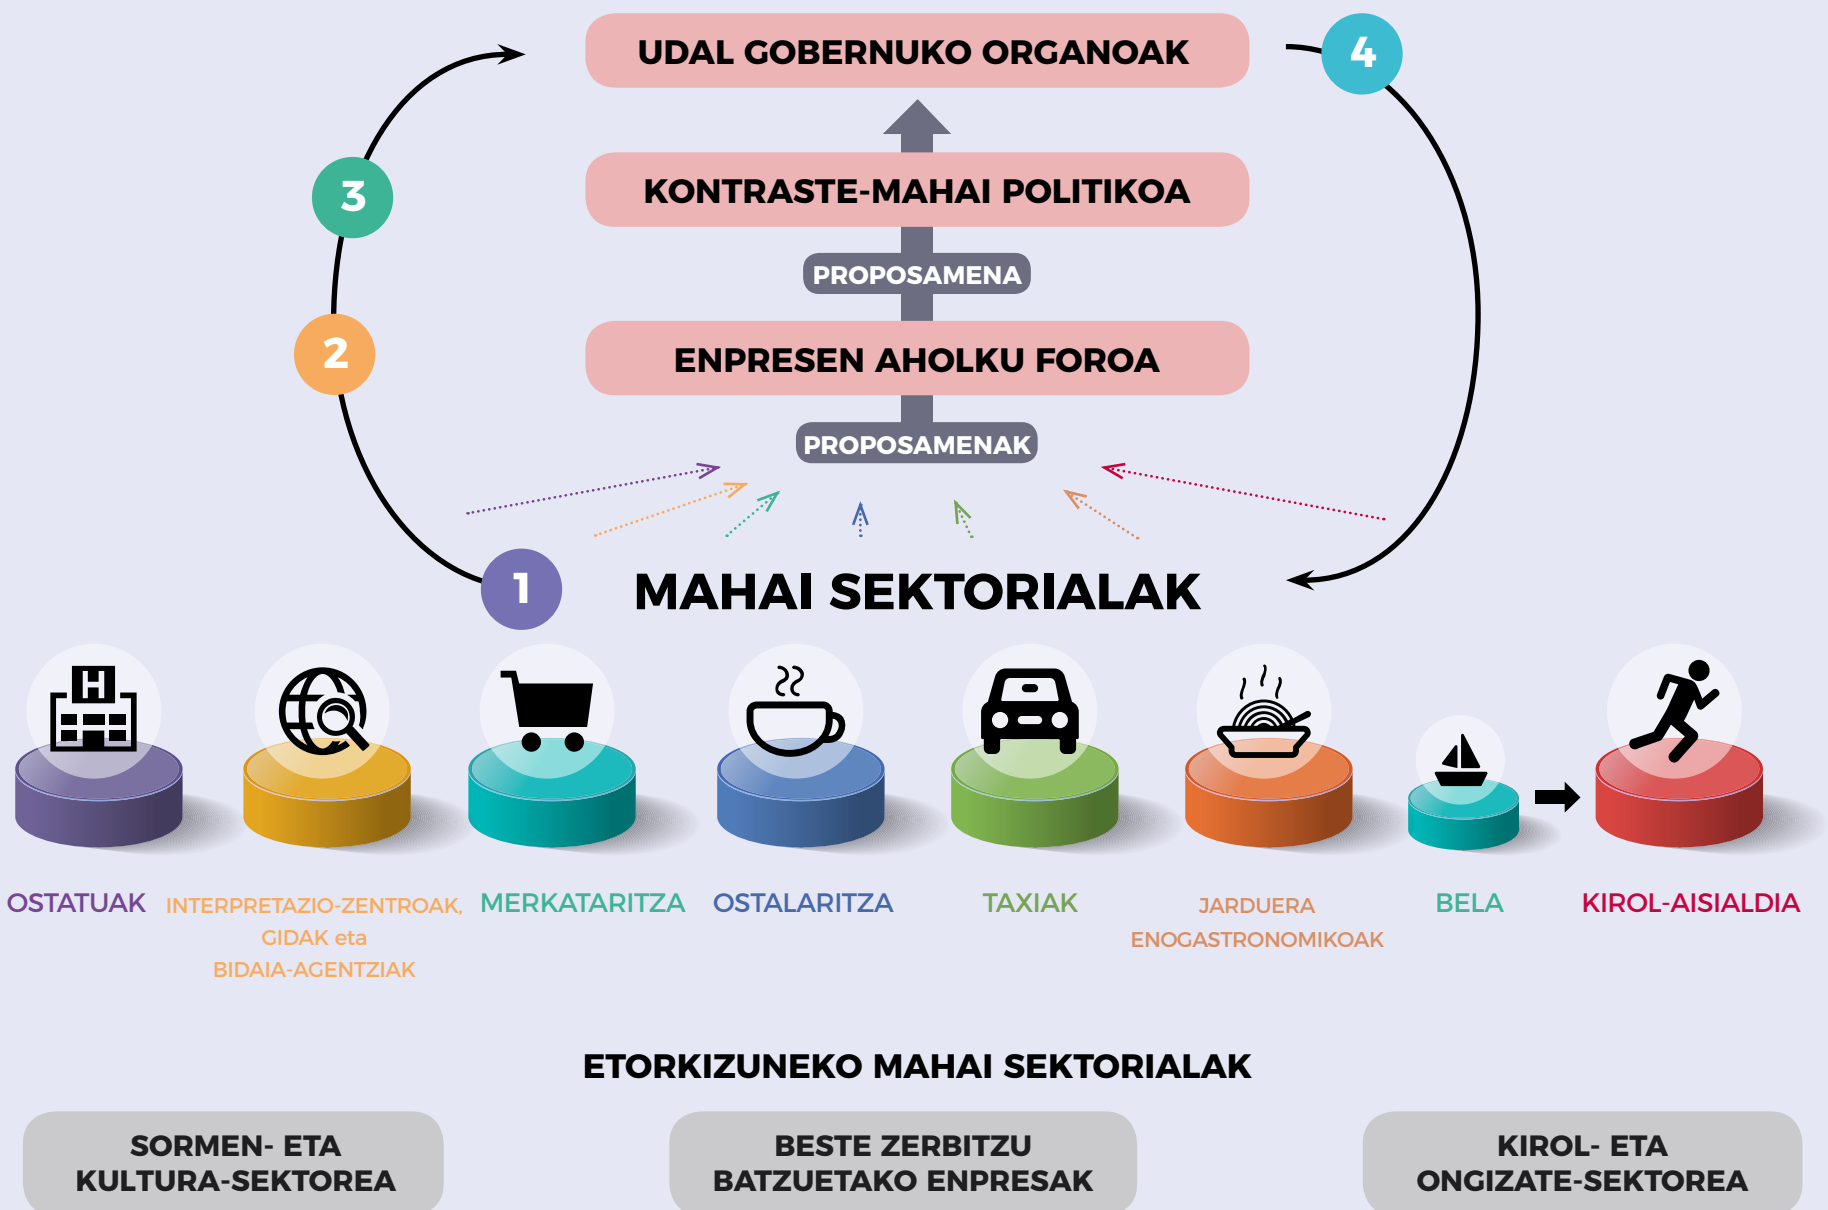 UDAL GOBERNUKO ORGANOAK
4
KONTRASTE-MAHAI POLITIKOA
3
PROPOSAMENA
2
ENPRESEN AHOLKU FOROA
PROPOSAMENAK
1
MAHAI SEKTORIALAK
H
OSTATUAK
INTERPRETAZIO-ZENTROAK,
GIDAK eta
BIDAIA-AGENTZIAK
MERKATARITZA
OSTALARITZA
TAXIAK
JARDUERA
ENOGASTRONOMIKOAK
BELA
KIROL-AISIALDIA
ETORKIZUNEKO MAHAI SEKTORIALAK
SORMEN- ETA
KULTURA-SEKTOREA
BESTE ZERBITZU
BATZUETAKO ENPRESAK
KIROL- ETA
ONGIZATE-SEKTOREA